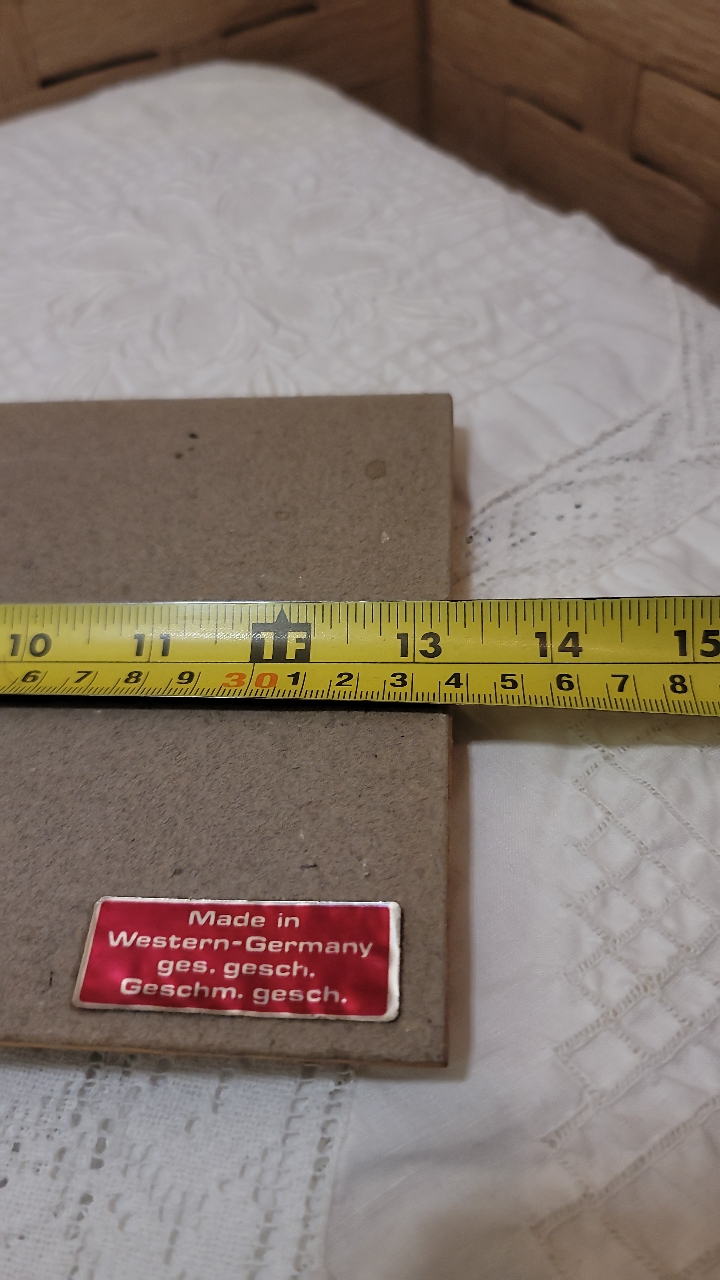 10 11 1F 13 14 15
6 7 8 9 30 1 2 3 4 5 6 7 8
Made in
Western-Germany
ges. gesch.
Geschm. gesch.